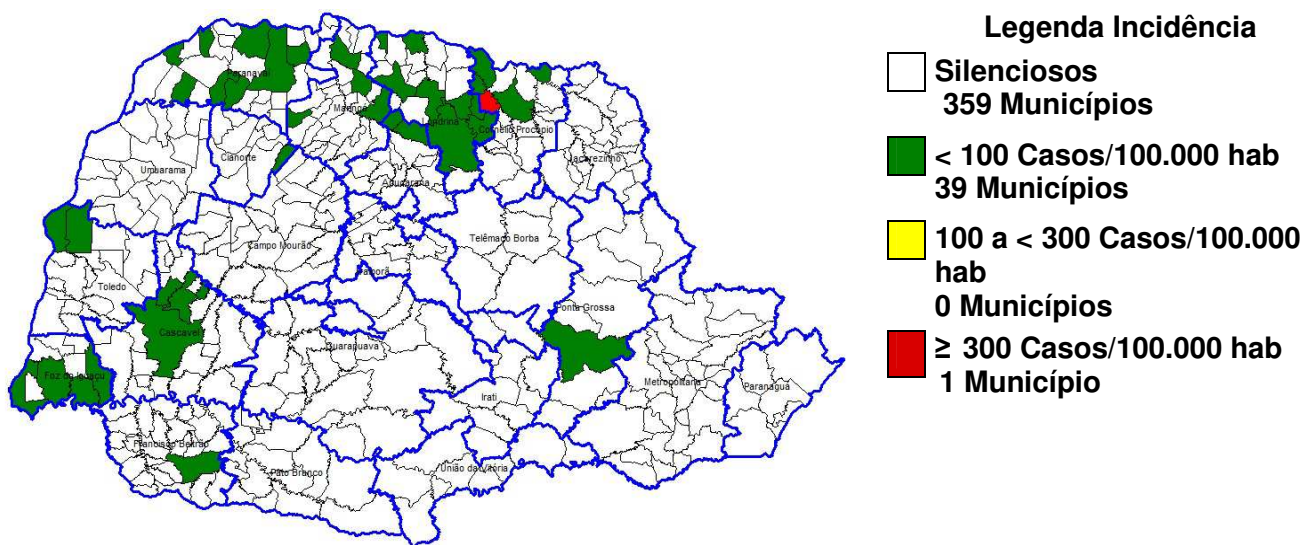 Legenda Incidência
Silenciosos
359 Municípios
< 100 Casos/100.000 hab
39 Municípios
100 a < 300 Casos/100.000
hab
0 Municípios
≥ 300 Casos/100.000 hab
1 Município
Paranavaí
Maringá
Londrina
Cornélio Procópio
Jacarezinho
Umuarama
Cianorte
Apucarana
Campo Mourão
Telêmaco Borba
Ivaiporã
Toledo
Cascavel
Ponta Grossa
Guarapuava
Foz do Iguaçu
Metropolitana
Paranaguá
Irati
Francisco Beltrão
Pato Branco
União da Vitória